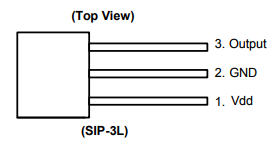 (Top View)
3. Output
2. GND
1. Vdd
(SIP-3L)